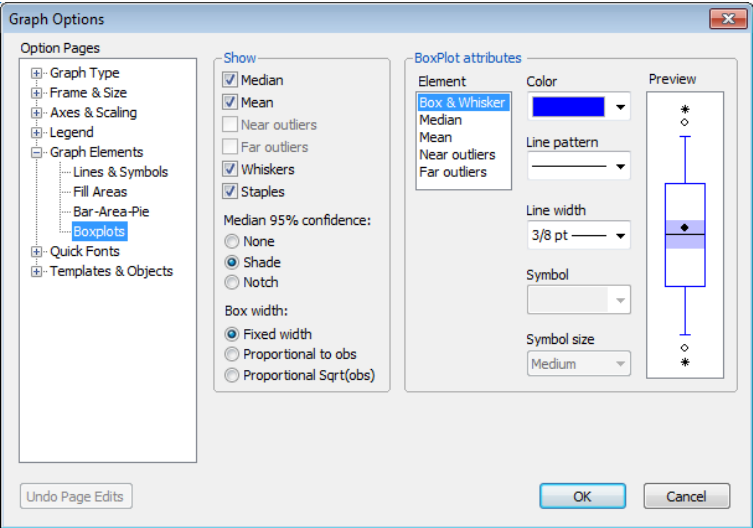 Graph Options
Option Pages
Graph Type
Frame & Size
Axes & Scaling
Legend
Graph Elements
Lines & Symbols
Fill Areas
Bar-Area-Pie
Boxplots
Quick Fonts
Templates & Objects
Show
Median
Mean
Near outliers
Far outliers
Whiskers
Staples
Median 95% confidence:
None
Shade
Notch
Box width:
Fixed width
Proportional to obs
Proportional Sqrt(obs)
BoxPlot attributes
Element
Box & Whisker
Median
Mean
Near outliers
Far outliers
Color
Line pattern
Line width
3/8 pt
Symbol
Symbol size
Medium
Preview
Undo Page Edits
OK
Cancel